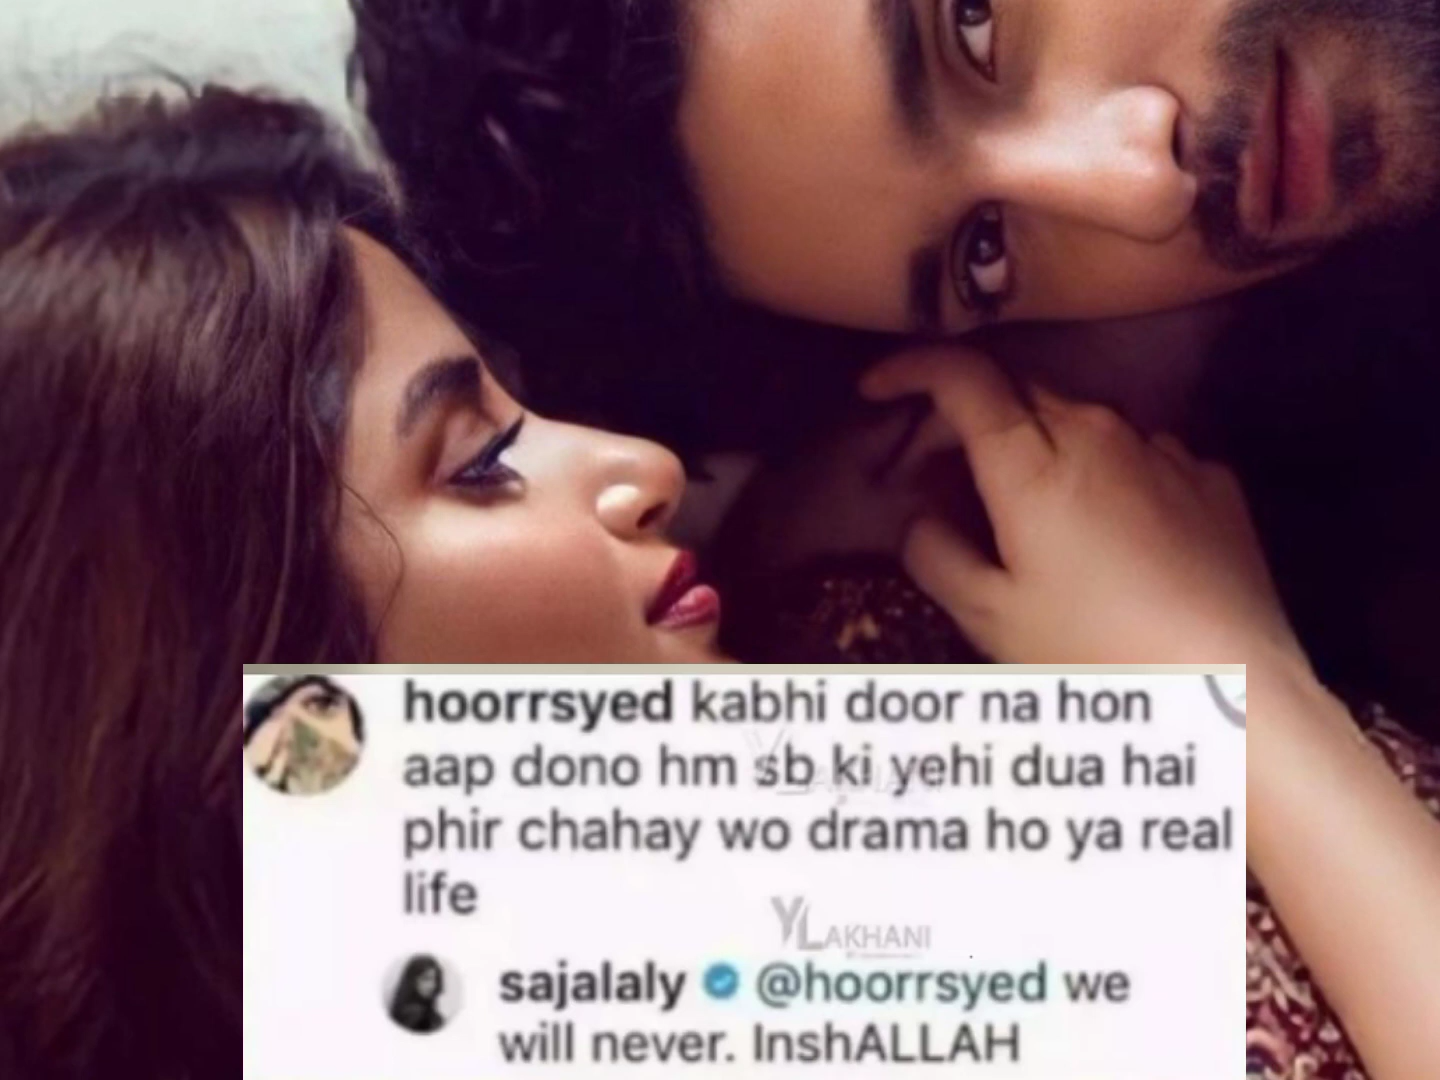 hoorrsyed kabhi door na hon
aap dono hm sb ki yehi dua hai
phir chahay wo drama ho ya real
life
YLAKHANI
sajalaly @hoorrsyed we
will never. InshALLAH